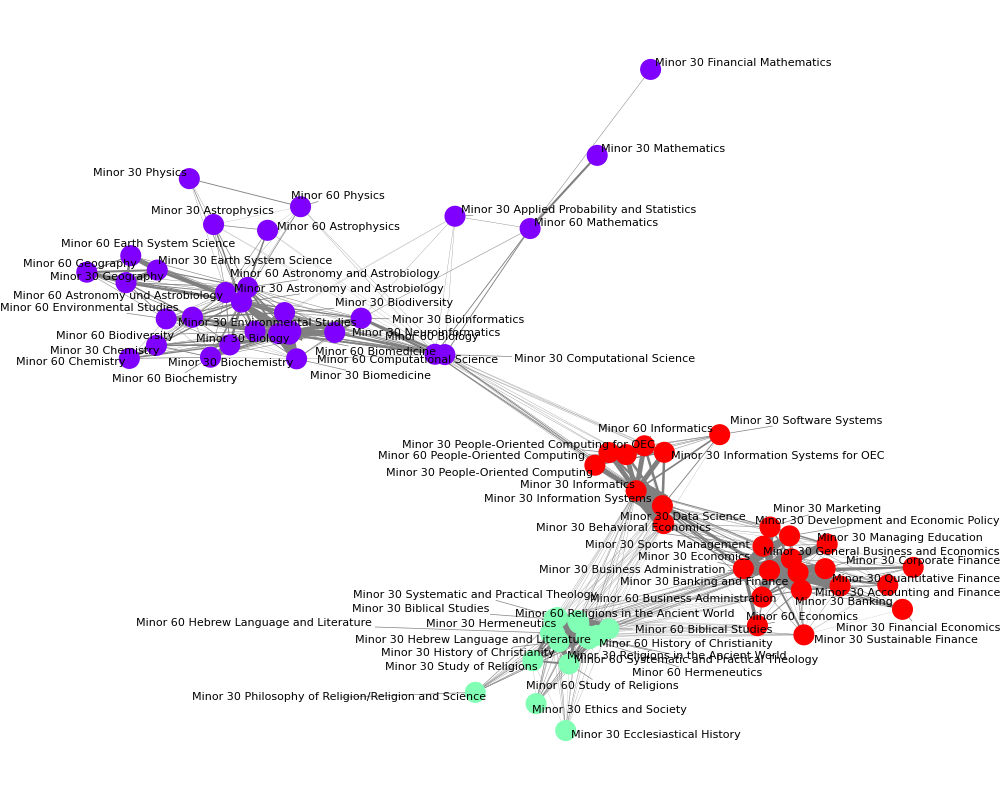 Minor 30 Financial Mathematics
Minor 30 Mathematics
Minor 30 Physics
Minor 60 Physics
Minor 30 Astrophysics
Minor 30 Applied Probability and Statistics
Minor 60 Mathematics
Minor 60 Astrophysics
Minor 60 Earth System Science
Minor 60 Geography
Minor 30 Earth System Science
Minor 30 Geography
Minor 60 Astronomy and Astrobiology
Minor 30 Astronomy and Astrobiology
Minor 60 Astronomy und Astrobiology
Minor 30 Biodiversity
Minor 60 Environmental Studies
Minor 30 Environmental Studies
Minor 30 Bioinformatics
Minor 30 Neuroinformatics
Minor 60 Biodiversity
Minor 30 Biology
Minor 60 Biology
Minor 30 Chemistry
Minor 60 Biomedicine
Minor 60 Chemistry
Minor 30 Biochemistry
Minor 60 Computational Science
Minor 30 Computational Science
Minor 60 Biochemistry
Minor 30 Biomedicine
Minor 30 Software Systems
Minor 60 Informatics
Minor 30 People-Oriented Computing for OEC
Minor 60 People-Oriented Computing
Minor 30 Information Systems for OEC
Minor 30 People-Oriented Computing
Minor 30 Informatics
Minor 30 Information Systems
Minor 30 Marketing
Minor 30 Data Science
Minor 30 Development and Economic Policy
Minor 30 Behavioral Economics
Minor 30 Managing Education
Minor 30 Sports Management
Minor 30 General Business and Economics
Minor 30 Economics
Minor 30 Corporate Finance
Minor 30 Business Administration
Minor 30 Banking and Finance
Minor 30 Quantitative Finance
Minor 30 Accounting and Finance
Minor 30 Systematic and Practical Theology
Minor 60 Business Administration
Minor 30 Banking
Minor 30 Biblical Studies
Minor 60 Religions in the Ancient World
Minor 60 Economics
Minor 60 Hebrew Language and Literature
Minor 30 Hermeneutics
Minor 60 Biblical Studies
Minor 30 Financial Economics
Minor 30 Hebrew Language and Literature
Minor 60 History of Christianity
Minor 30 Sustainable Finance
Minor 30 History of Christianity
Minor 30 Religions in the Ancient World
Minor 30 Study of Religions
Minor 60 Systematic and Practical Theology
Minor 60 Hermeneutics
Minor 60 Study of Religions
Minor 30 Philosophy of Religion/Religion and Science
Minor 30 Ethics and Society
Minor 30 Ecclesiastical History